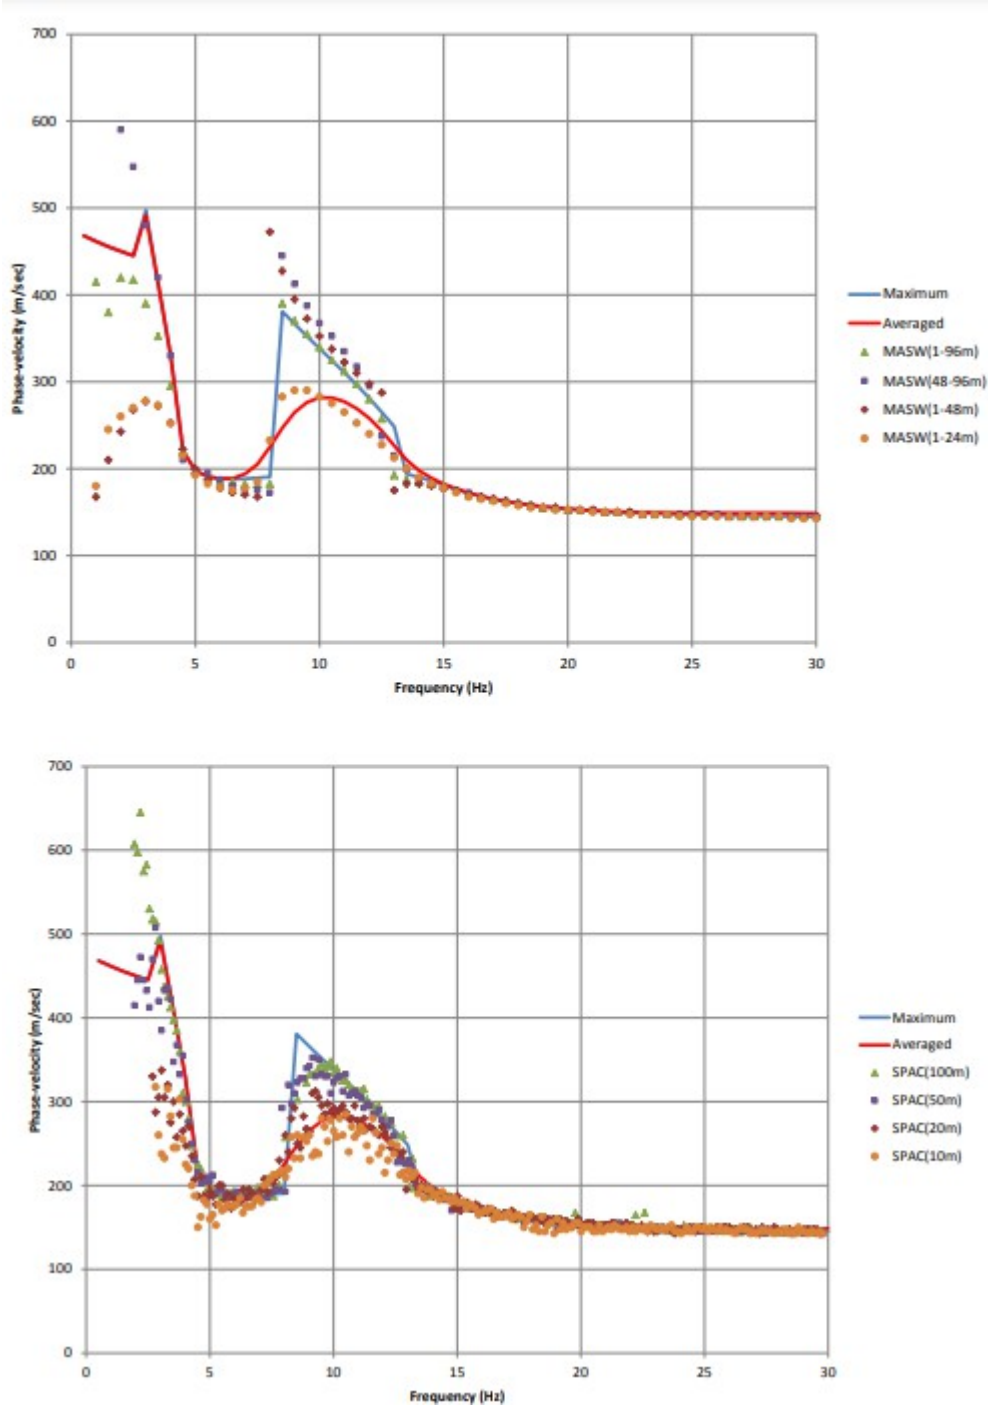 700
600
500
400
300
200
100
0
Phase-velocity (m/sec)
0 5 10 15 20 25 30
Frequency (Hz)
Maximum
Averaged
MASW(1-96m)
MASW(48-96m)
MASW(1-48m)
MASW(1-24m)
700
600
500
400
300
200
100
0
Phase-velocity (m/sec)
0 5 10 15 20 25 30
Frequency (Hz)
Maximum
Averaged
SPAC(100m)
SPAC(50m)
SPAC(20m)
SPAC(10m)